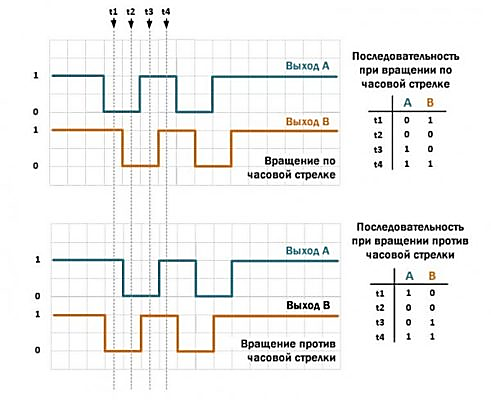 t1 t2 t3 t4
Выход А
1
0
Выход В
1
0
Вращение по
часовой стрелке
Последовательность
при вращении по
часовой стрелке
A B
t1 0 1
t2 0 0
t3 1 0
t4 1 1
Выход А
1
0
Выход В
1
0
Вращение против
часовой стрелки
Последовательность
при вращении против
часовой стрелки
A B
t1 1 0
t2 0 0
t3 0 1
t4 1 1